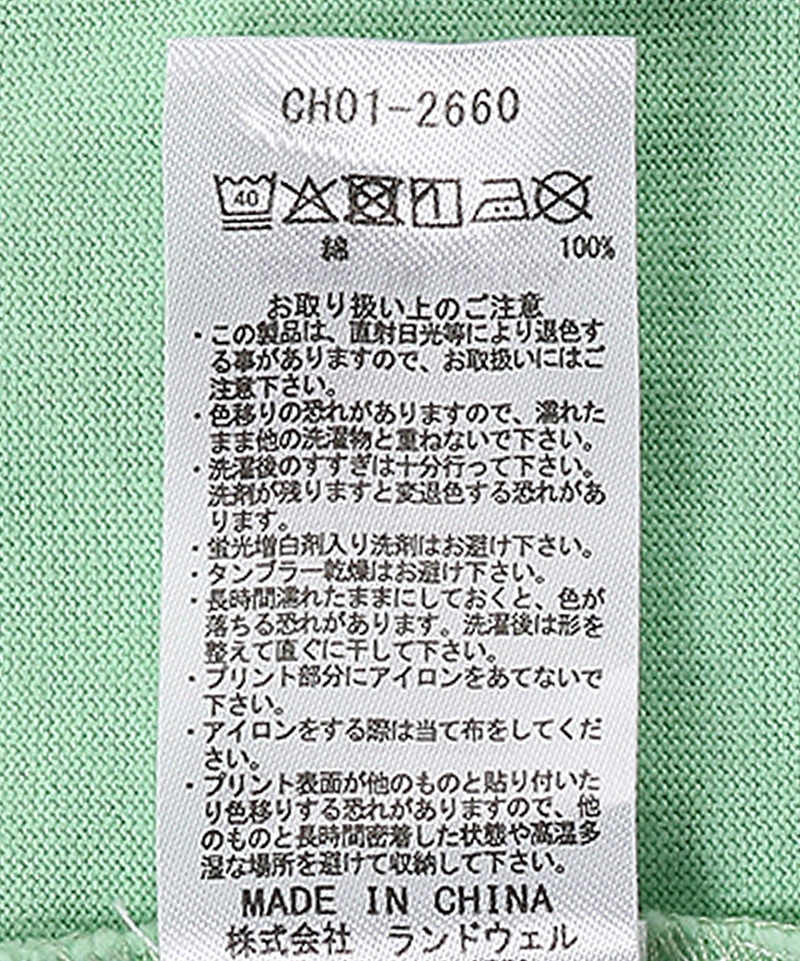 CH01-2660
40
綿 100%
お取り扱い上のご注意
・この製品は、直射日光等により退色す
る事がありますので、お取扱いにはご
注意下さい。
・色移りの恐れがありますので、濡れた
まま他の洗濯物と重ねないで下さい。
・洗濯後のすすぎは十分行って下さい。
洗剤が残りますと変退色する恐れがあ
ります。
・蛍光増白剤入り洗剤はお避け下さい。
・タンブラー乾燥はお避け下さい。
・長時間濡れたままにしておくと、色が
落ちる恐れがあります。洗濯後は形を
整えて直ぐに干して下さい。
・プリント部分にアイロンをあてないで
下さい。
・アイロンをする際は当て布をしてくだ
さい。
・プリント表面が他のものと貼り付いた
り色移りする恐れがありますので、他
のものと長時間密着した状態や高温多
湿な場所を避けて収納して下さい。
MADE IN CHINA
株式会社 ランドウェル